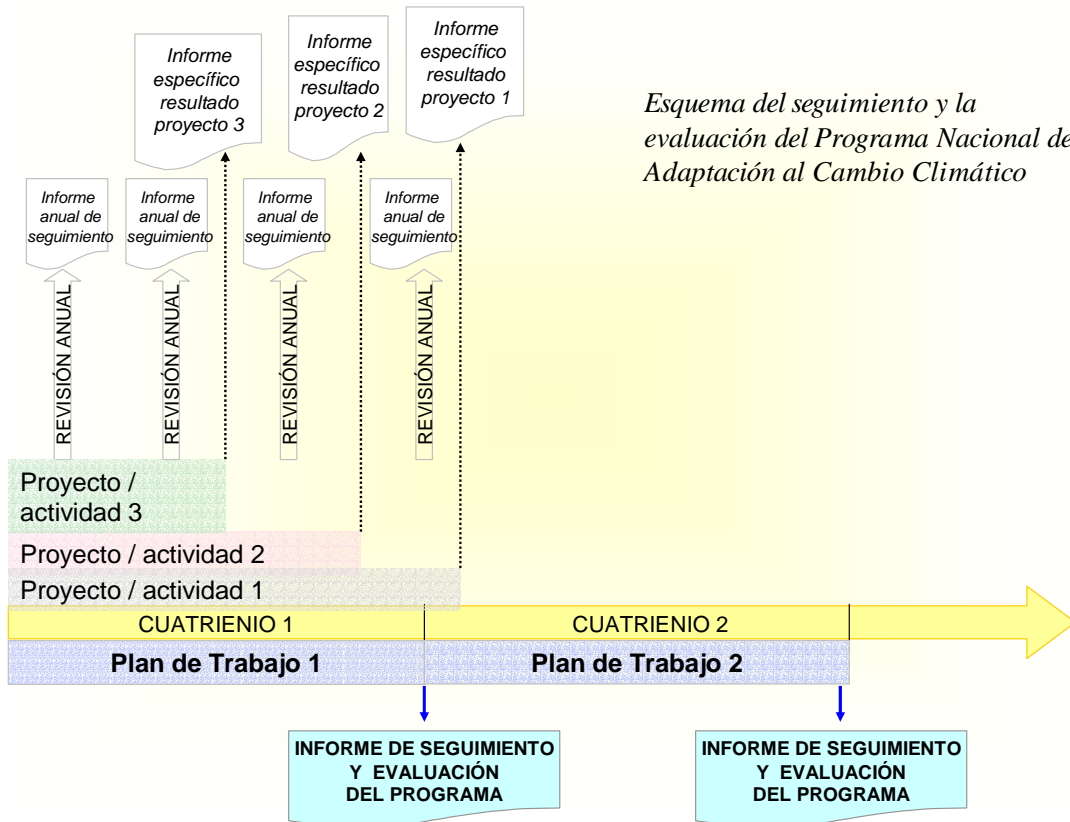 Informe
específico
resultado
proyecto 3
Informe
específico
resultado
proyecto 2
Informe
específico
resultado
proyecto 1
Esquema del seguimiento y la
evaluación del Programa Nacional de
Adaptación al Cambio Climático
Informe
anual de
seguimiento
Informe
anual de
seguimiento
Informe
anual de
seguimiento
Informe
anual de
seguimiento
REVISIÓN ANUAL
REVISIÓN ANUAL
REVISIÓN ANUAL
REVISIÓN ANUAL
Proyecto /
actividad 3
Proyecto / actividad 2
Proyecto / actividad 1
CUATRIENIO 1
CUATRIENIO 2
Plan de Trabajo 1
Plan de Trabajo 2
INFORME DE SEGUIMIENTO
Y EVALUACIÓN
DEL PROGRAMA
INFORME DE SEGUIMIENTO
Y EVALUACIÓN
DEL PROGRAMA